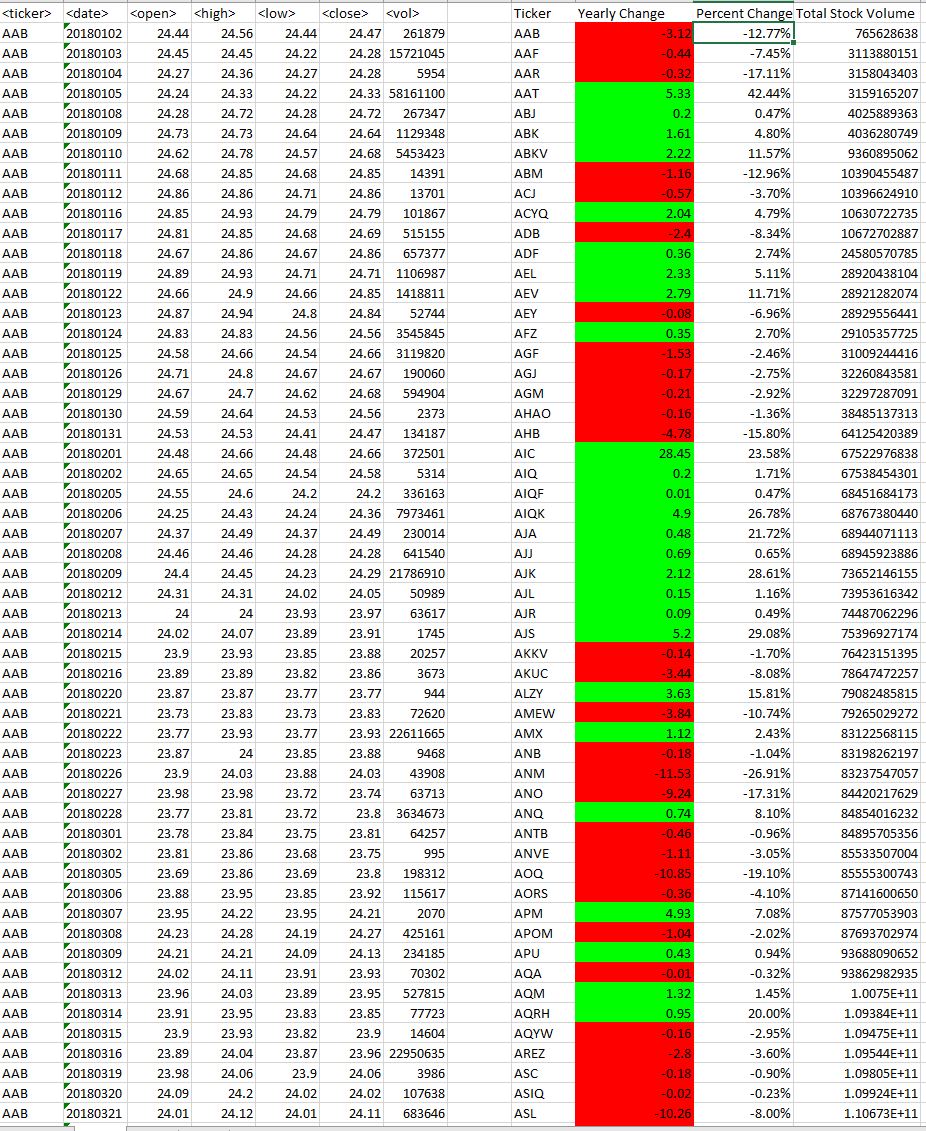 <ticker> <date> <open> <high> <low> <close> <vol> Ticker Yearly Change Percent Change Total Stock Volume
AAB 20180102 24.44 24.56 24.44 24.47 261879 AAB -3.12 -12.77% 765628638
AAB 20180103 24.45 24.45 24.22 24.28 15721045 AAF -0.44 -7.45% 3113880151
AAB 20180104 24.27 24.36 24.27 24.28 5954 AAR -0.32 -17.11% 3158043403
AAB 20180105 24.24 24.33 24.22 24.33 58161100 AAT 5.33 42.44% 3159165207
AAB 20180108 24.28 24.72 24.28 24.72 267347 ABJ 0.2 0.47% 4025889363
AAB 20180109 24.73 24.73 24.64 24.64 1129348 ABK 1.61 4.80% 4036280749
AAB 20180110 24.62 24.78 24.57 24.68 5453423 ABKV 2.22 11.57% 9360895062
AAB 20180111 24.68 24.85 24.68 24.85 14391 ABM -1.16 -12.96% 10390455487
AAB 20180112 24.86 24.86 24.71 24.86 13701 ACJ -0.57 -3.70% 10396624910
AAB 20180116 24.85 24.93 24.79 24.79 101867 ACYQ 2.04 4.79% 10630722735
AAB 20180117 24.81 24.85 24.68 24.69 515155 ADB -2.4 -8.34% 10672702887
AAB 20180118 24.67 24.86 24.67 24.86 657377 ADF 0.36 2.74% 24580570785
AAB 20180119 24.89 24.93 24.71 24.71 1106987 AEL 2.33 5.11% 28920438104
AAB 20180122 24.66 24.9 24.66 24.85 1418811 AEV 2.79 11.71% 28921282074
AAB 20180123 24.87 24.94 24.8 24.84 52744 AEY -0.08 -6.96% 28929556441
AAB 20180124 24.83 24.83 24.56 24.56 3545845 AFZ 0.35 2.70% 29105357725
AAB 20180125 24.58 24.66 24.54 24.66 3119820 AGF -1.53 -2.46% 31009244416
AAB 20180126 24.71 24.8 24.67 24.67 190060 AGJ -0.17 -2.75% 32260843581
AAB 20180129 24.67 24.7 24.62 24.68 594904 AGM -0.21 -2.92% 32297287091
AAB 20180130 24.59 24.64 24.53 24.56 2373 AHAO -0.16 -1.36% 38485137313
AAB 20180131 24.53 24.53 24.41 24.47 134187 AHB -4.78 -15.80% 64125420389
AAB 20180201 24.48 24.66 24.48 24.66 372501 AIC 28.45 23.58% 67522976838
AAB 20180202 24.65 24.65 24.54 24.58 5314 AIQ 0.2 1.71% 67538454301
AAB 20180205 24.55 24.6 24.2 24.2 336163 AIQF 0.01 0.47% 68451684173
AAB 20180206 24.25 24.43 24.24 24.36 7973461 AIQK 4.9 26.78% 68767380440
AAB 20180207 24.37 24.49 24.37 24.49 230014 AJA 0.48 21.72% 68944071113
AAB 20180208 24.46 24.46 24.28 24.28 641540 AJJ 0.69 0.65% 68945923886
AAB 20180209 24.4 24.45 24.23 24.29 21786910 AJK 2.12 28.61% 73652146155
AAB 20180212 24.31 24.31 24.02 24.05 50989 AJL 0.15 1.16% 73953616342
AAB 20180213 24 24 23.93 23.97 63617 AJR 0.09 0.49% 74487062296
AAB 20180214 24.02 24.07 23.89 23.91 1745 AJS 5.2 29.08% 75396927174
AAB 20180215 23.9 23.93 23.85 23.88 20257 AKKV -0.14 -1.70% 76423151395
AAB 20180216 23.89 23.89 23.82 23.86 3673 AKUC -3.44 -8.08% 78647472257
AAB 20180220 23.87 23.87 23.77 23.77 944 ALZY 3.63 15.81% 79082485815
AAB 20180221 23.73 23.83 23.73 23.83 72620 AMEW -3.84 -10.74% 79265029272
AAB 20180222 23.77 23.93 23.77 23.93 22611665 AMX 1.12 2.43% 83122568115
AAB 20180223 23.87 24 23.85 23.88 9468 ANB -0.18 -1.04% 83198262197
AAB 20180226 23.9 24.03 23.88 24.03 43908 ANM -11.53 -26.91% 83237547057
AAB 20180227 23.98 23.98 23.72 23.74 63713 ANO -9.24 -17.31% 84420217629
AAB 20180228 23.77 23.81 23.72 23.8 3634673 ANQ 0.74 8.10% 84854016232
AAB 20180301 23.78 23.84 23.75 23.81 64257 ANTB -0.46 -0.96% 84895705356
AAB 20180302 23.81 23.86 23.68 23.75 995 ANVE -1.11 -3.05% 85533507004
AAB 20180305 23.69 23.86 23.69 23.8 198312 AOQ -10.85 -19.10% 85555300743
AAB 20180306 23.88 23.95 23.85 23.92 115617 AORS -0.36 -4.10% 87141600650
AAB 20180307 23.95 24.22 23.95 24.21 2070 APM 4.93 7.08% 87577053903
AAB 20180308 24.23 24.28 24.19 24.27 425161 APOM -1.04 -2.02% 87693702974
AAB 20180309 24.21 24.21 24.09 24.13 234185 APU 0.43 0.94% 93688090652
AAB 20180312 24.02 24.11 23.91 23.93 70302 AQA -0.01 -0.32% 93862982935
AAB 20180313 23.96 24.03 23.89 23.95 527815 AQM 1.32 1.45% 1.0075E+11
AAB 20180314 23.91 23.95 23.83 23.85 77723 AQRH 0.95 20.00% 1.09384E+11
AAB 20180315 23.9 23.93 23.82 23.9 14604 AQYW -0.16 -2.95% 1.09475E+11
AAB 20180316 23.89 24.04 23.87 23.96 22950635 AREZ -2.8 -3.60% 1.09544E+11
AAB 20180319 23.98 24.06 23.9 24.06 3986 ASC -0.18 -0.90% 1.09805E+11
AAB 20180320 24.09 24.2 24.02 24.02 107638 ASIQ -0.02 -0.23% 1.09924E+11
AAB 20180321 24.01 24.12 24.01 24.11 683646 ASL -10.26 -8.00% 1.10673E+11